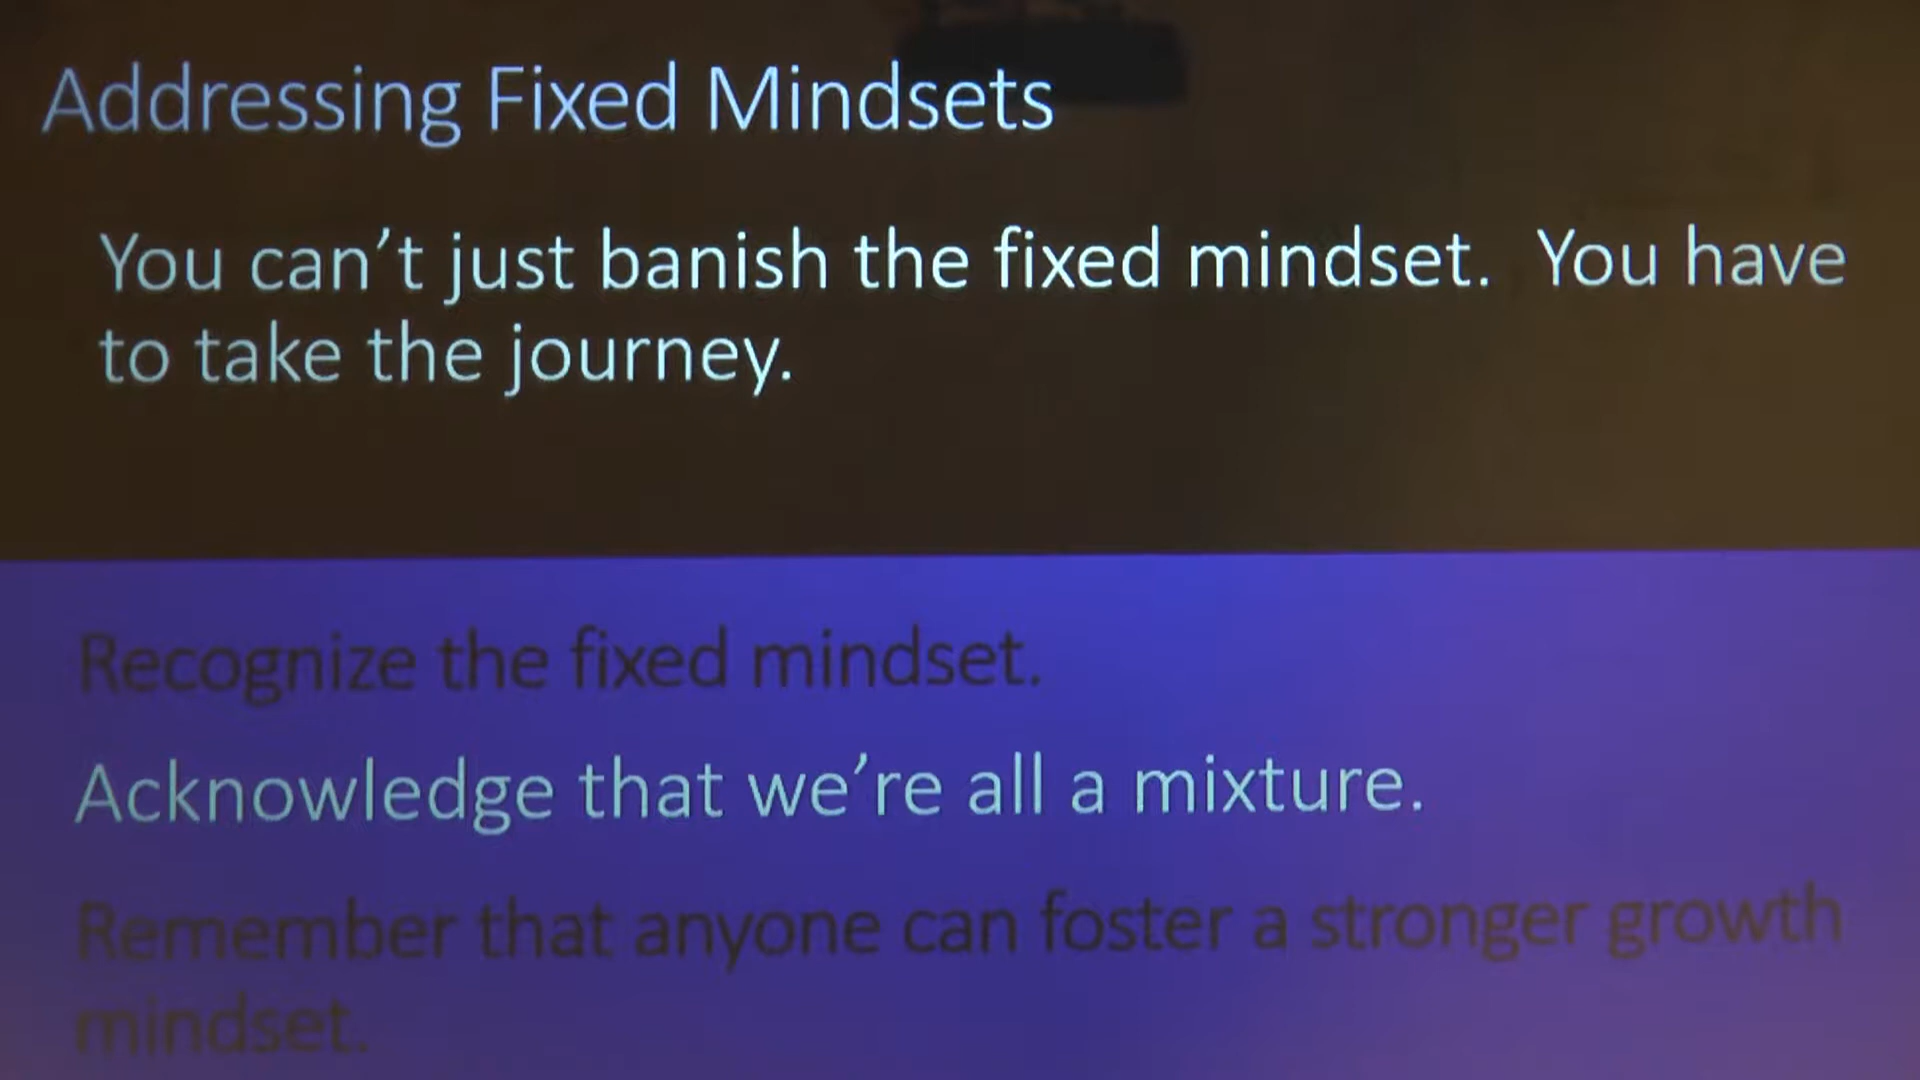 Addressing Fixed Mindsets
You can’t just banish the fixed mindset. You have
to take the journey.
Recognize the fixed mindset.
Acknowledge that we’re all a mixture.
Remember that anyone can foster a stronger growth
mindset.